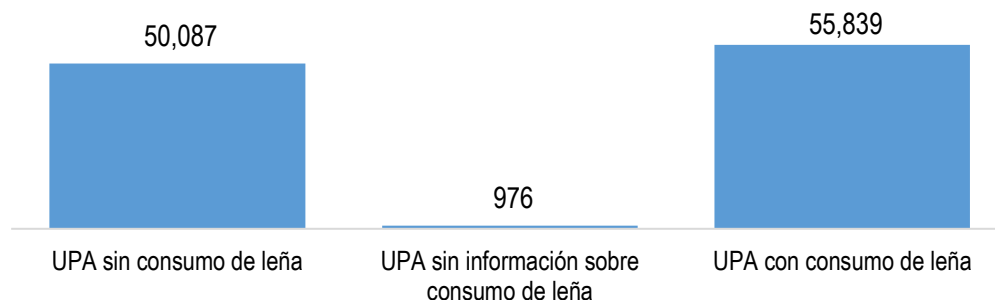 50,087
976
55,839
UPA sin consumo de leña
UPA sin información sobre
consumo de leña
UPA con consumo de leña